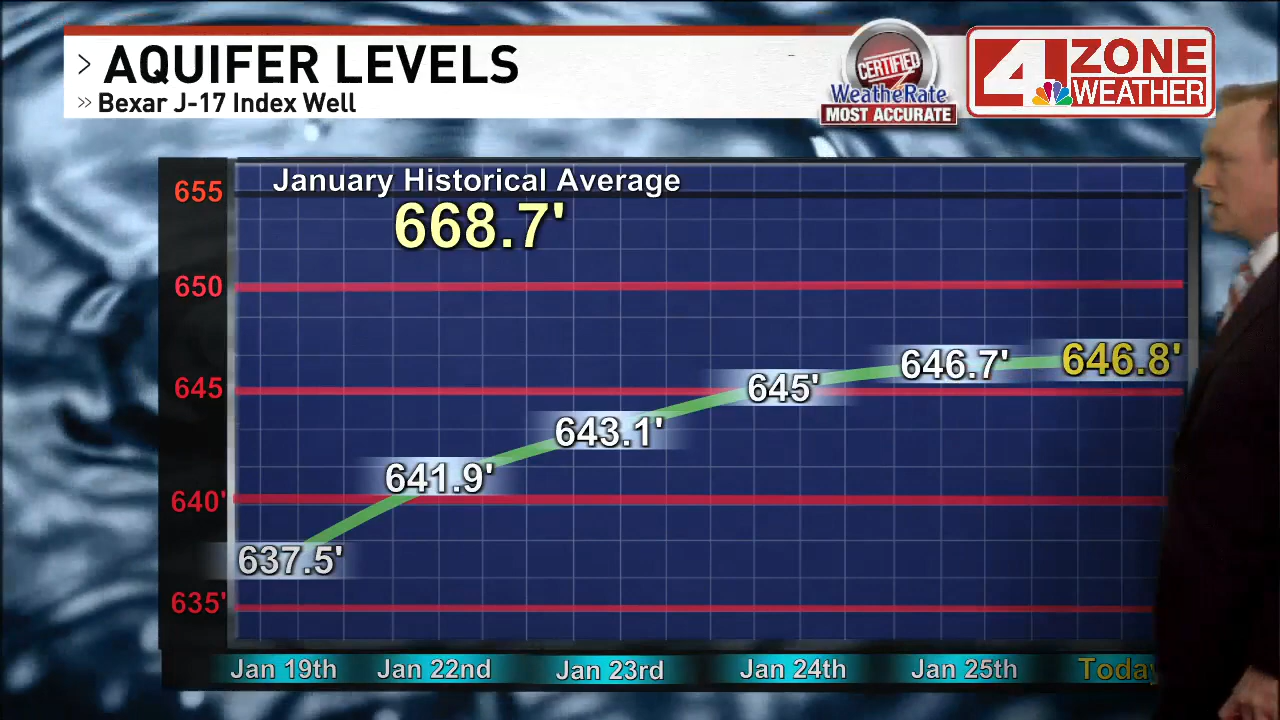 > AQUIFER LEVELS
» Bexar J-17 Index Well
CERTIFIED
WeatheRate
MOST ACCURATE
4 ZONE
WEATHER
January Historical Average
668.7'
655
650
645
640'
635'
637.5'
641.9'
643.1'
645'
646.7'
646.8'
Jan 19th Jan 22nd Jan 23rd Jan 24th Jan 25th Today